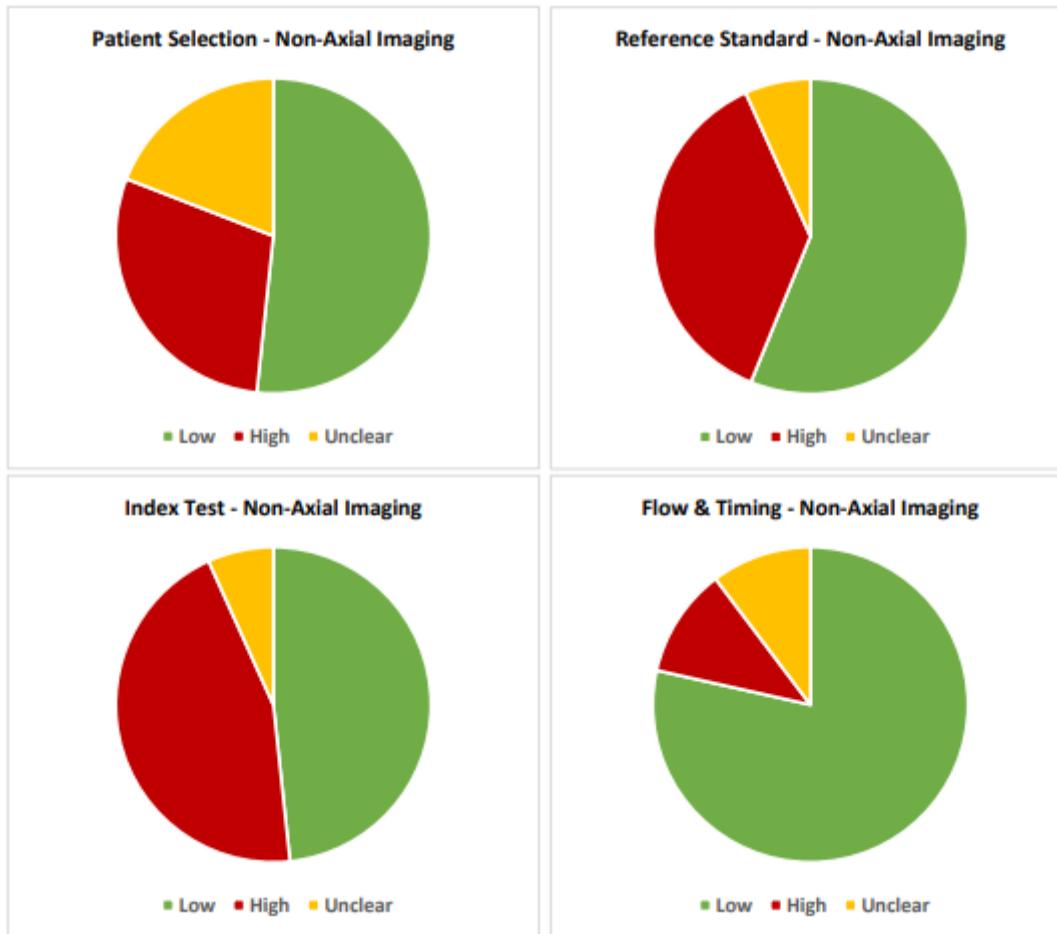 Patient Selection - Non-Axial Imaging
Low High Unclear
Reference Standard - Non-Axial Imaging
Low High Unclear
Index Test - Non-Axial Imaging
Low High Unclear
Flow & Timing - Non-Axial Imaging
Low High Unclear